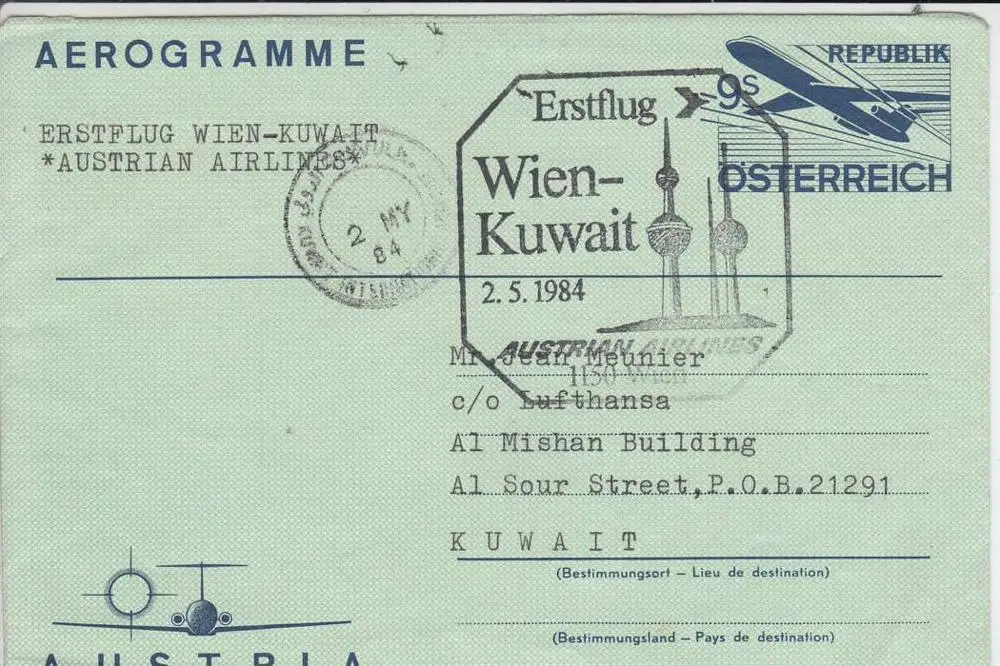 AEROGRAMME
REPUBLIK
9s
ÖSTERREICH
ERSTFLUG WIEN-KUWAIT
*AUSTRIAN AIRLINES*
2 MY
84
Erstflug
Wien-
Kuwait
2.5.1984
AUSTRIAN AIRLINES
1150 Wien
Mr.Jean Meunier
c/o Lufthansa
Al Mishan Building
Al Sour Street,P.O.B.21291
K U W A I T
(Bestimmungsort – Lieu de destination)
(Bestimmungsland – Pays de destination)
AUSTRIA